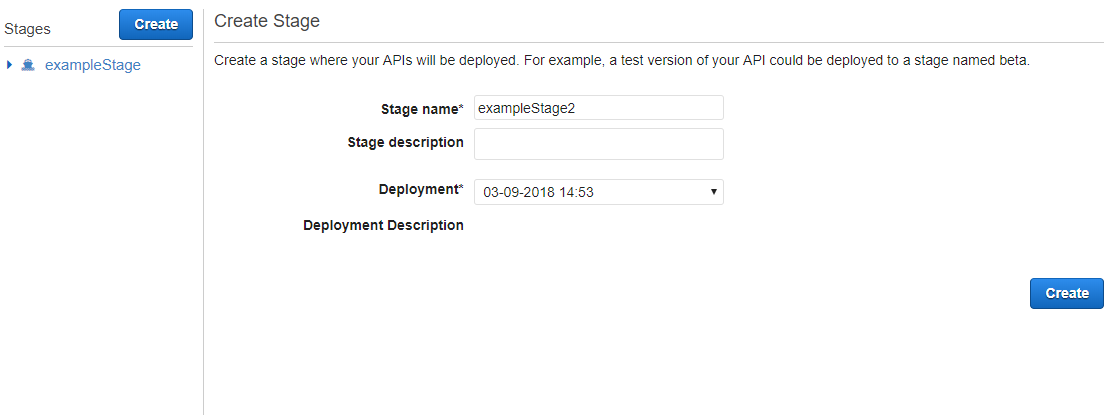 Stages
Create
exampleStage
Create Stage
Create a stage where your APIs will be deployed. For example, a test version of your API could be deployed to a stage named beta.
Stage name* exampleStage2
Stage description
Deployment* 03-09-2018 14:53
Deployment Description
Create